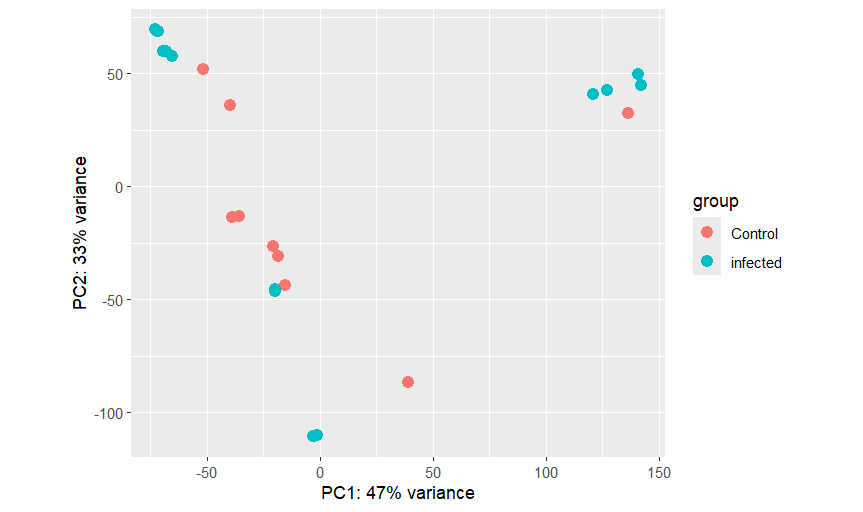 50
0
-50
-100
PC2: 33% variance
-50
0
50
100
150
PC1: 47% variance
group
Control
infected